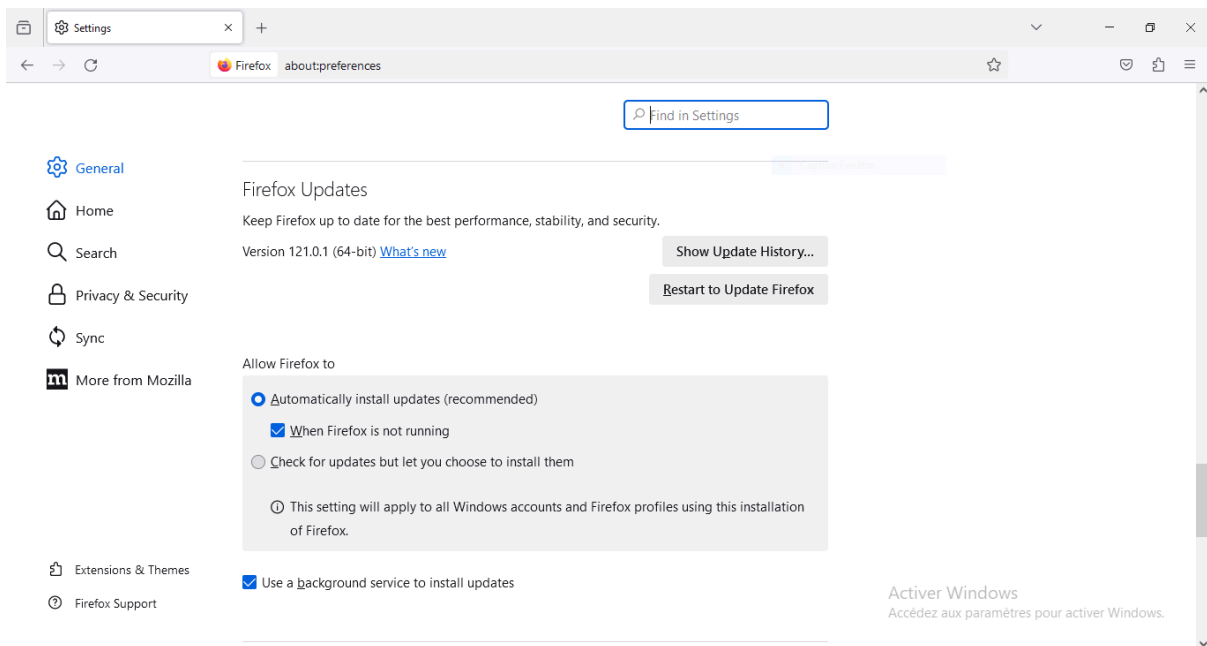 Settings
Firefox about:preferences
Find in Settings
General
Home
Search
Privacy & Security
Sync
More from Mozilla
Extensions & Themes
Firefox Support
Firefox Updates
Keep Firefox up to date for the best performance, stability, and security.
Version 121.0.1 (64-bit) What's new
Show Update History...
Restart to Update Firefox
Allow Firefox to
Automatically install updates (recommended)
When Firefox is not running
Check for updates but let you choose to install them
This setting will apply to all Windows accounts and Firefox profiles using this installation
of Firefox.
Use a background service to install updates
Activer Windows
Accédez aux paramètres pour activer Windows.